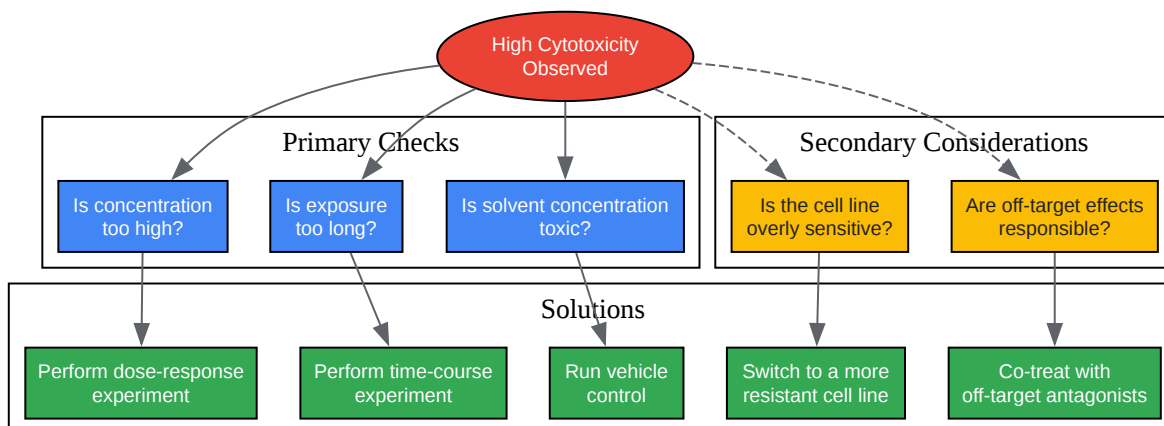 High Cytotoxicity
Observed
Primary Checks
Secondary Considerations
Is concentration
too high?
Is exposure
too long?
Is solvent concentration
toxic?
Is the cell line
overly sensitive?
Are off-target effects
responsible?
Solutions
Perform dose-response
experiment
Perform time-course
experiment
Run vehicle
control
Switch to a more
resistant cell line
Co-treat with
off-target antagonists